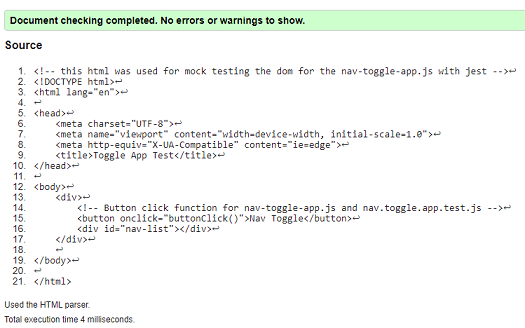 Document checking completed. No errors or warnings to show.
Source
1. <!-- this html was used for mock testing the dom for the nav-toggle-app.js with jest -->↩
2. <!DOCTYPE html>↩
3. <html lang="en">↩
4. ↩
5. <head>↩
6. <meta charset="UTF-8">↩
7. <meta name="viewport" content="width=device-width, initial-scale=1.0">↩
8. <meta http-equiv="X-UA-Compatible" content="ie=edge">↩
9. <title>Toggle App Test</title>↩
10. </head>↩
11. ↩
12. <body>↩
13. <div>↩
14. <!-- Button click function for nav-toggle-app.js and nav.toggle.app.test.js -->↩
15. <button onclick="buttonClick()">Nav Toggle</button>↩
16. <div id="nav-list"></div>↩
17. </div>↩
18. ↩
19. </body>↩
20. ↩
21. </html>
Used the HTML parser.
Total execution time 4 milliseconds.